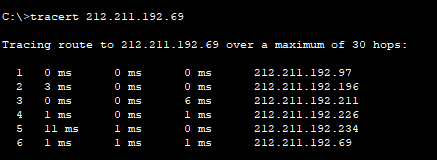 C:\>tracert 212.211.192.69
Tracing route to 212.211.192.69 over a maximum of 30 hops:
1 0 ms 0 ms 0 ms 212.211.192.97
2 3 ms 0 ms 0 ms 212.211.192.196
3 0 ms 0 ms 6 ms 212.211.192.211
4 1 ms 0 ms 1 ms 212.211.192.226
5 11 ms 1 ms 0 ms 212.211.192.234
6 1 ms 1 ms 1 ms 212.211.192.69